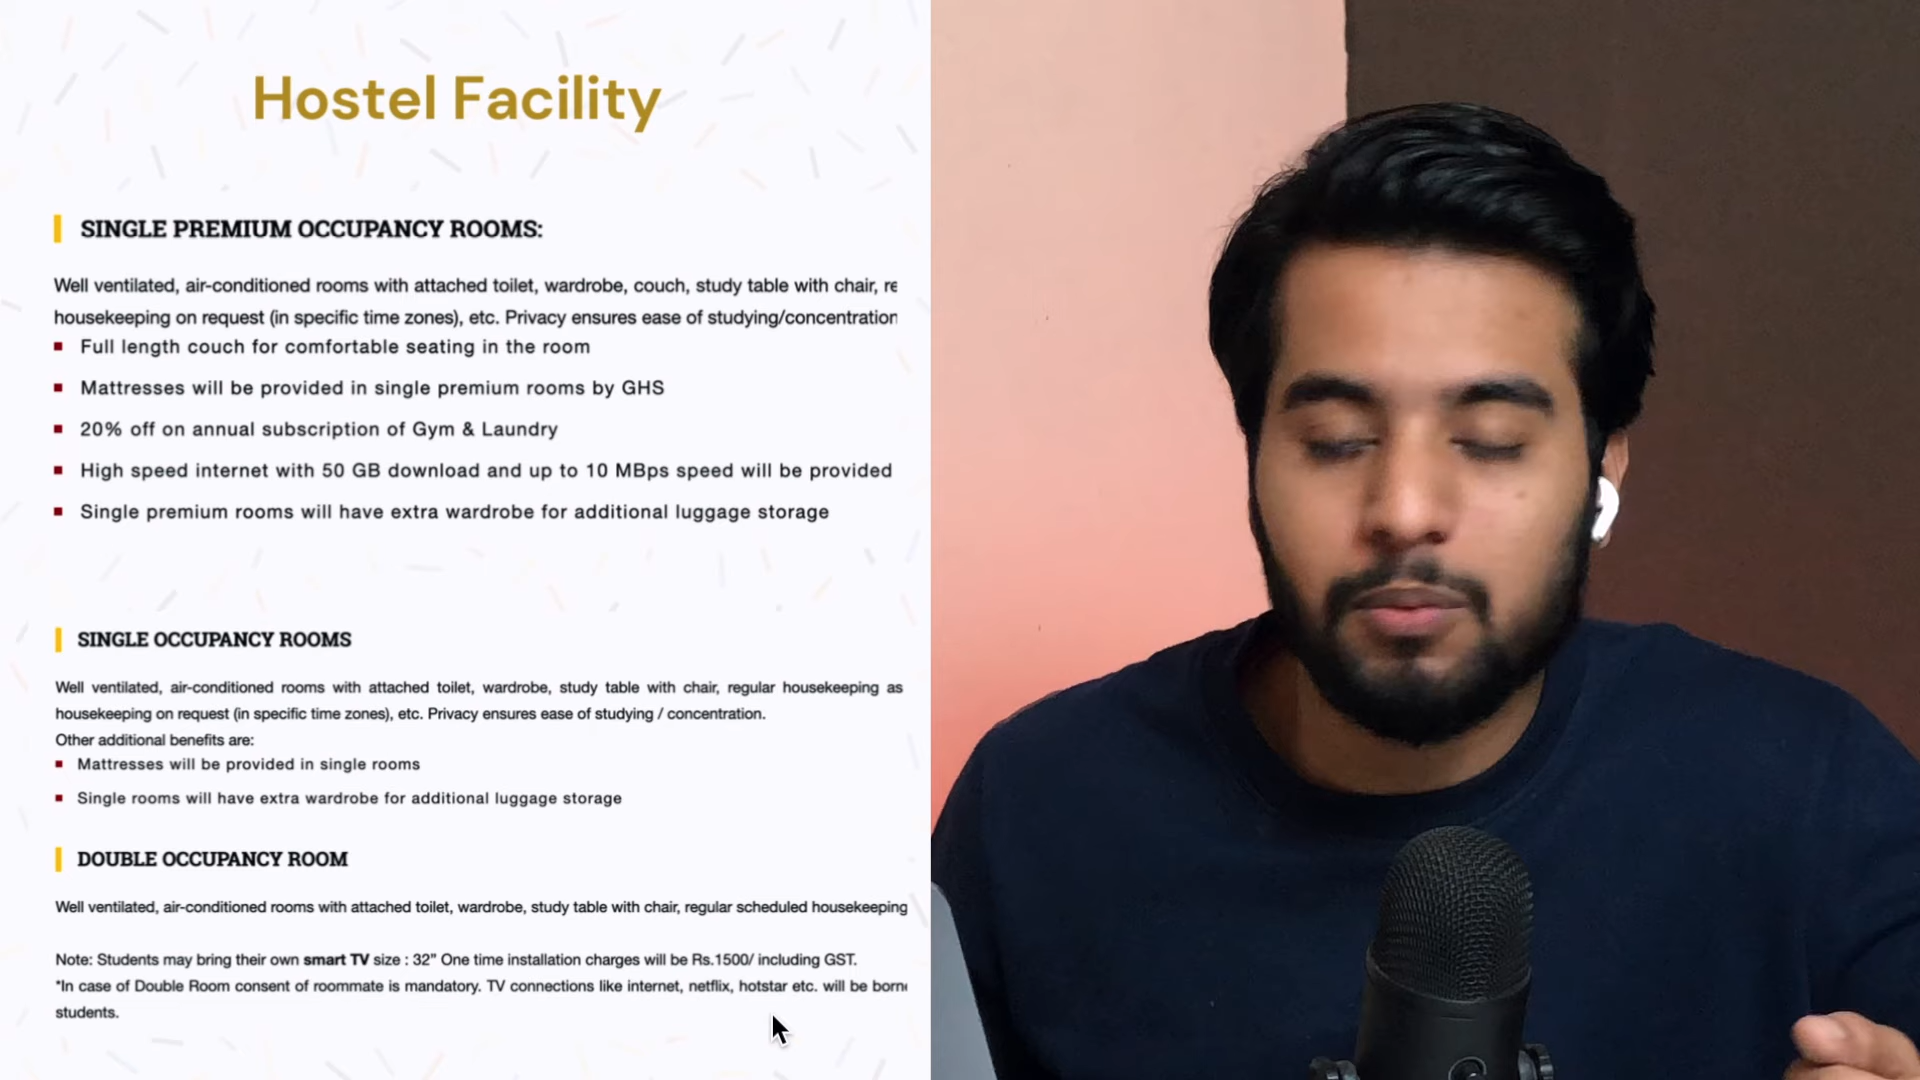 Hostel Facility
SINGLE PREMIUM OCCUPANCY ROOMS:
Well ventilated, air-conditioned rooms with attached toilet, wardrobe, couch, study table with chair,
housekeeping on request (in specific time zones), etc. Privacy ensures ease of studying/concentration
Full length couch for comfortable seating in the room
Mattresses will be provided in single premium rooms by GHS
20% off on annual subscription of Gym & Laundry
High speed internet with 50 GB download and up to 10 MBps speed will be provided
Single premium rooms will have extra wardrobe for additional luggage storage
SINGLE OCCUPANCY ROOMS
Well ventilated, air-conditioned rooms with attached toilet, wardrobe, study table with chair, regular housekeeping as
housekeeping on request (in specific time zones), etc. Privacy ensures ease of studying / concentration.
Other additional benefits are:
Mattresses will be provided in single rooms
Single rooms will have extra wardrobe for additional luggage storage
DOUBLE OCCUPANCY ROOM
Well ventilated, air-conditioned rooms with attached toilet, wardrobe, study table with chair, regular scheduled housekeeping
Note: Students may bring their own smart TV size : 32" One time installation charges will be Rs.1500/ including GST.
*In case of Double Room consent of roommate is mandatory. TV connections like internet, netflix, hotstar etc. will be borne
students.